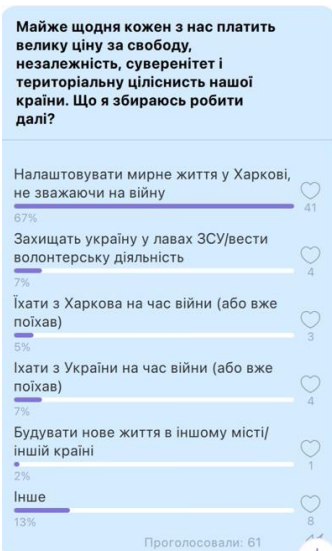 Майже щодня кожен з нас платить
велику ціну за свободу,
незалежність, суверенітет і
територіальну цілісність нашої
країни. Що я збираюсь робити
далі?
Налаштовувати мирне життя у Харкові,
не зважаючи на війну
41
67%
Захищать україну у лавах ЗСУ/вести
волонтерську діяльність
4
7%
Їхати з Харкова на час війни (або вже
поїхав)
3
5%
Іхати з України на час війни (або вже
поїхав)
4
7%
Будувати нове життя в іншому місті/
іншій країні
1
2%
Інше
8
13%
Проголосовали: 61